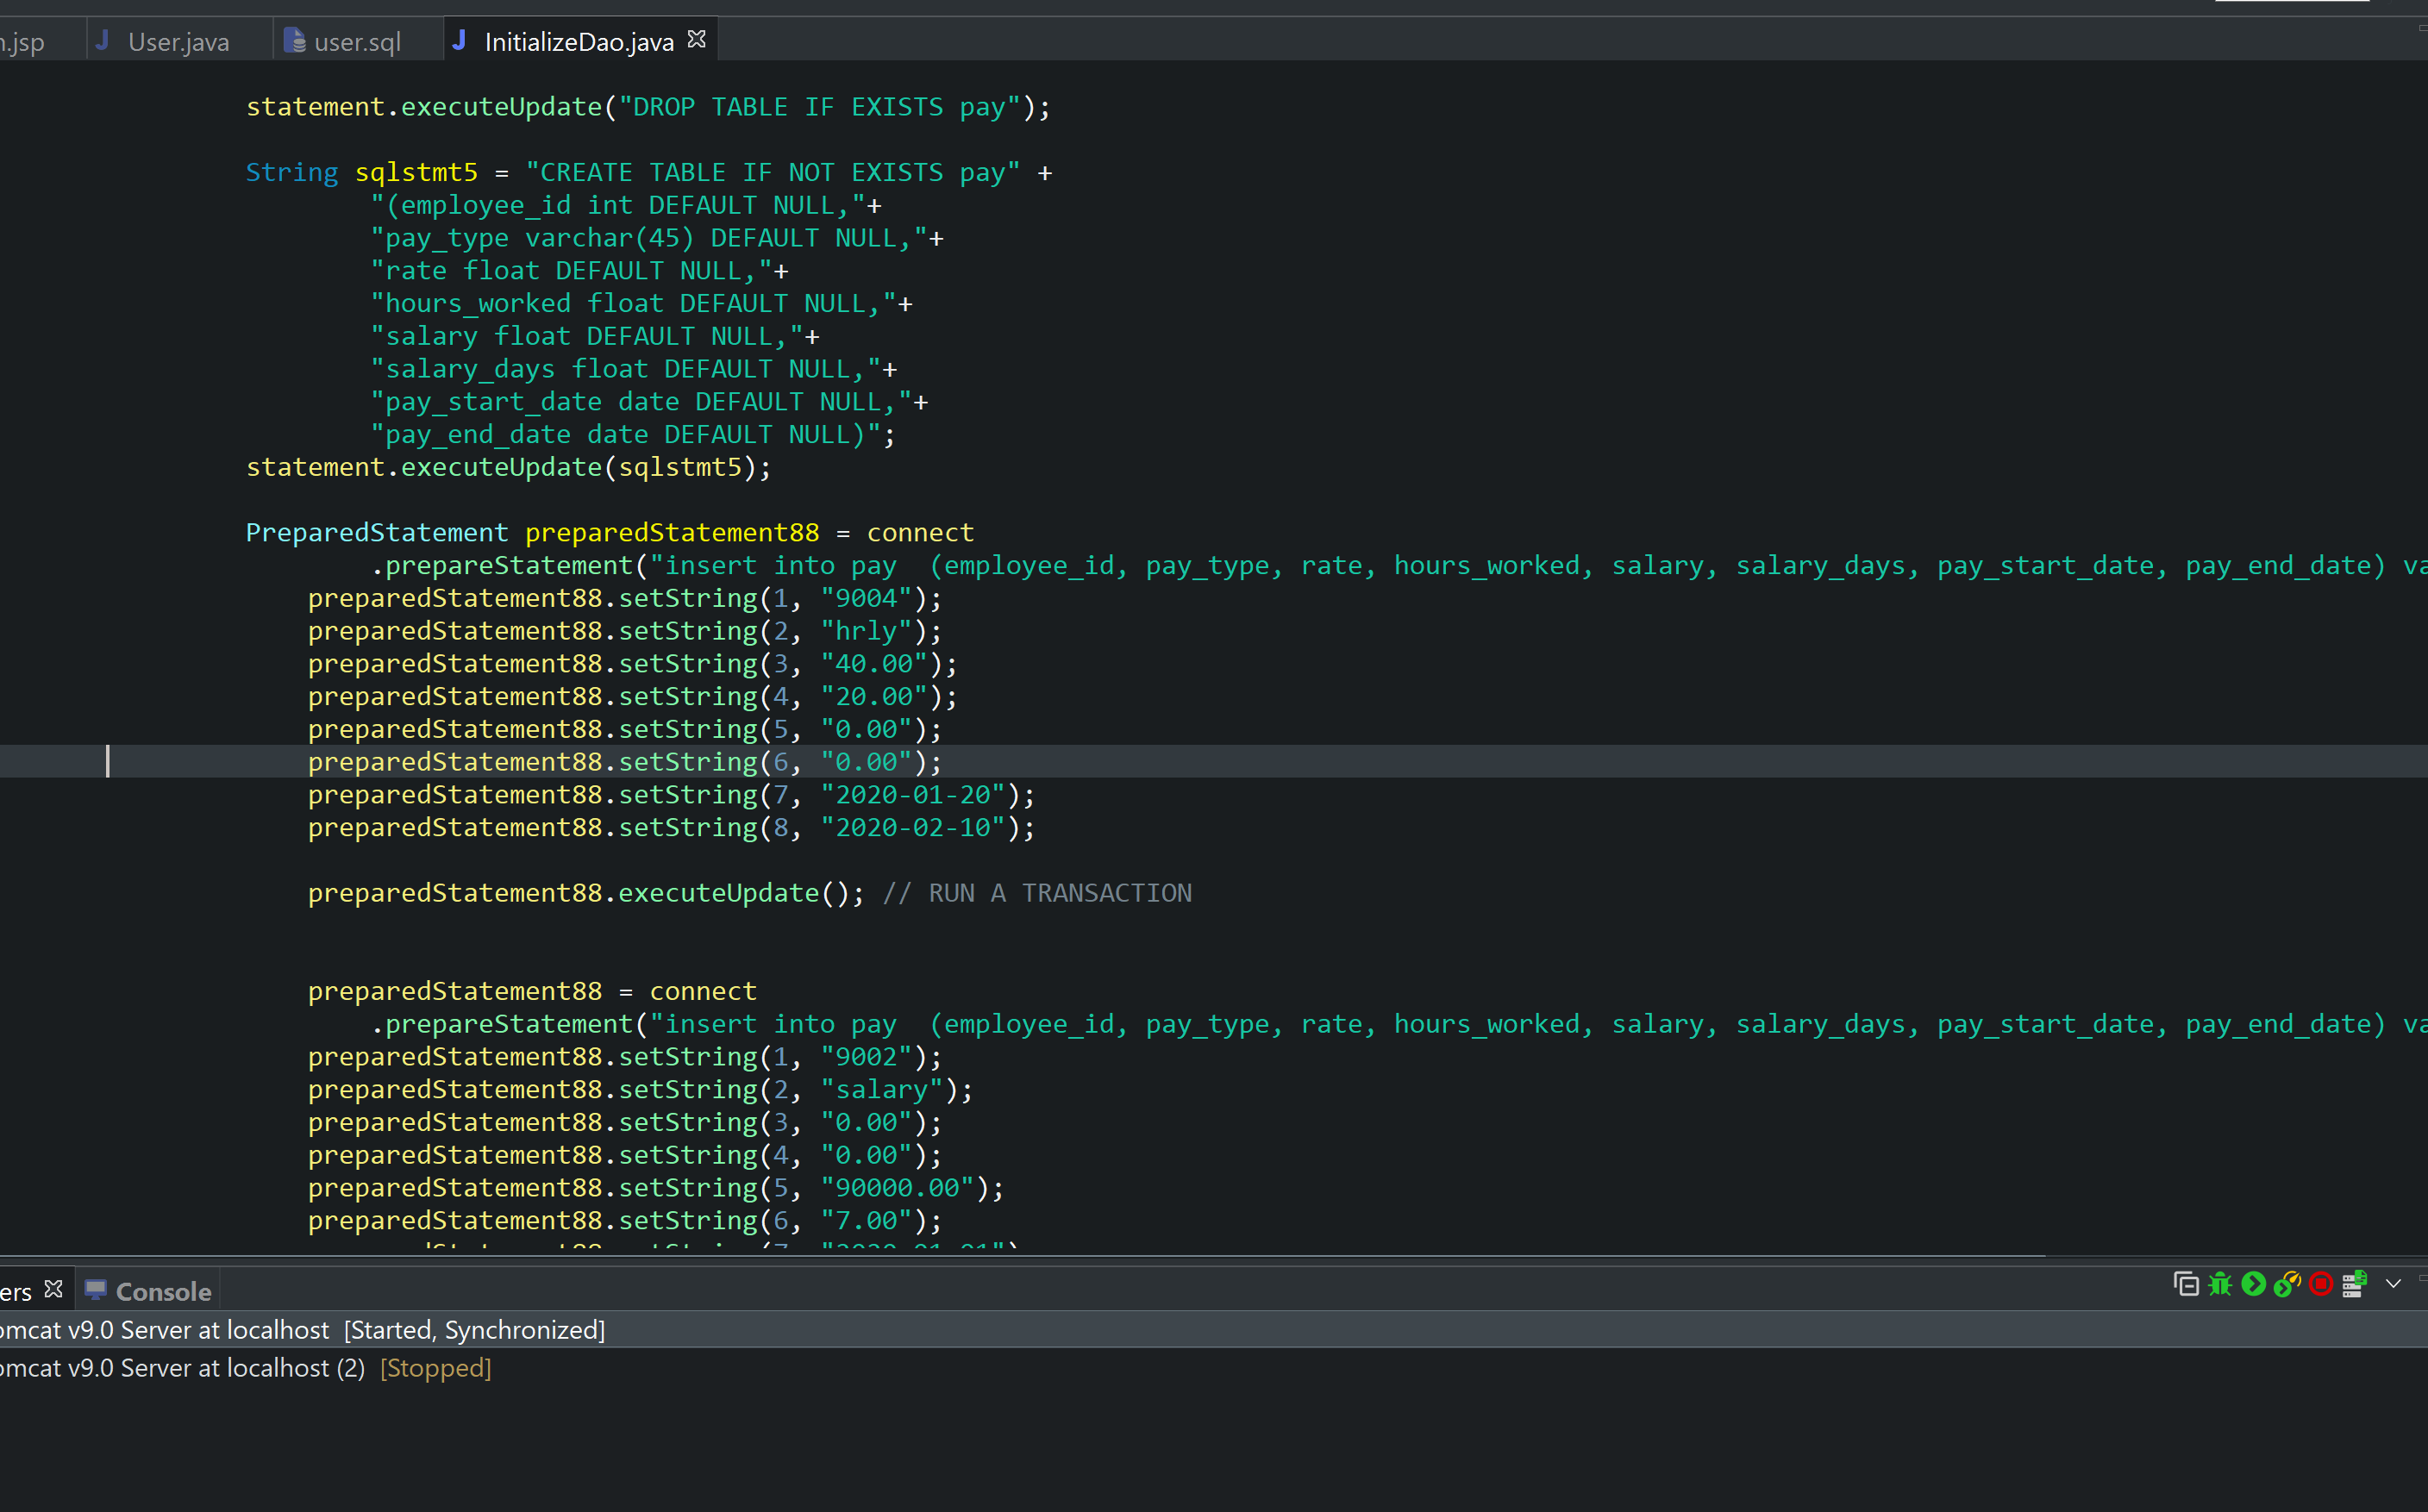 n.jsp
User.java
user.sql
InitializeDao.java
statement.executeUpdate("DROP TABLE IF EXISTS pay");
String sqlstmt5 = "CREATE TABLE IF NOT EXISTS pay" +
"(employee_id int DEFAULT NULL,"+
"pay_type varchar(45) DEFAULT NULL,"+
"rate float DEFAULT NULL,"+
"hours_worked float DEFAULT NULL,"+
"salary float DEFAULT NULL,"+
"salary_days float DEFAULT NULL,"+
"pay_start_date date DEFAULT NULL,"+
"pay_end_date date DEFAULT NULL)";
statement.executeUpdate(sqlstmt5);
PreparedStatement preparedStatement88 = connect
.prepareStatement("insert into pay  (employee_id, pay_type, rate, hours_worked, salary, salary_days, pay_start_date, pay_end_date) va
preparedStatement88.setString(1, "9004");
preparedStatement88.setString(2, "hrly");
preparedStatement88.setString(3, "40.00");
preparedStatement88.setString(4, "20.00");
preparedStatement88.setString(5, "0.00");
preparedStatement88.setString(6, "0.00");
preparedStatement88.setString(7, "2020-01-20");
preparedStatement88.setString(8, "2020-02-10");
preparedStatement88.executeUpdate(); // RUN A TRANSACTION
preparedStatement88 = connect
.prepareStatement("insert into pay  (employee_id, pay_type, rate, hours_worked, salary, salary_days, pay_start_date, pay_end_date) va
preparedStatement88.setString(1, "9002");
preparedStatement88.setString(2, "salary");
preparedStatement88.setString(3, "0.00");
preparedStatement88.setString(4, "0.00");
preparedStatement88.setString(5, "90000.00");
preparedStatement88.setString(6, "7.00");
ers
Console
omcat v9.0 Server at localhost [Started, Synchronized]
omcat v9.0 Server at localhost (2) [Stopped]